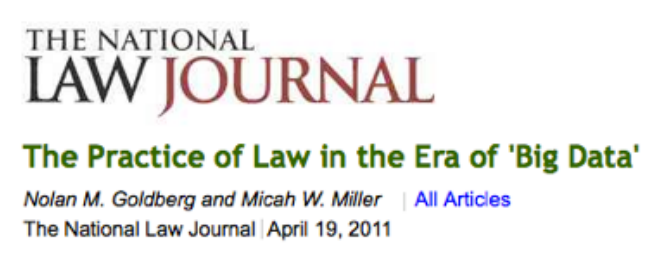 THE NATIONAL
LAW JOURNAL
The Practice of Law in the Era of 'Big Data'
Nolan M. Goldberg and Micah W. Miller | All Articles
The National Law Journal | April 19, 2011